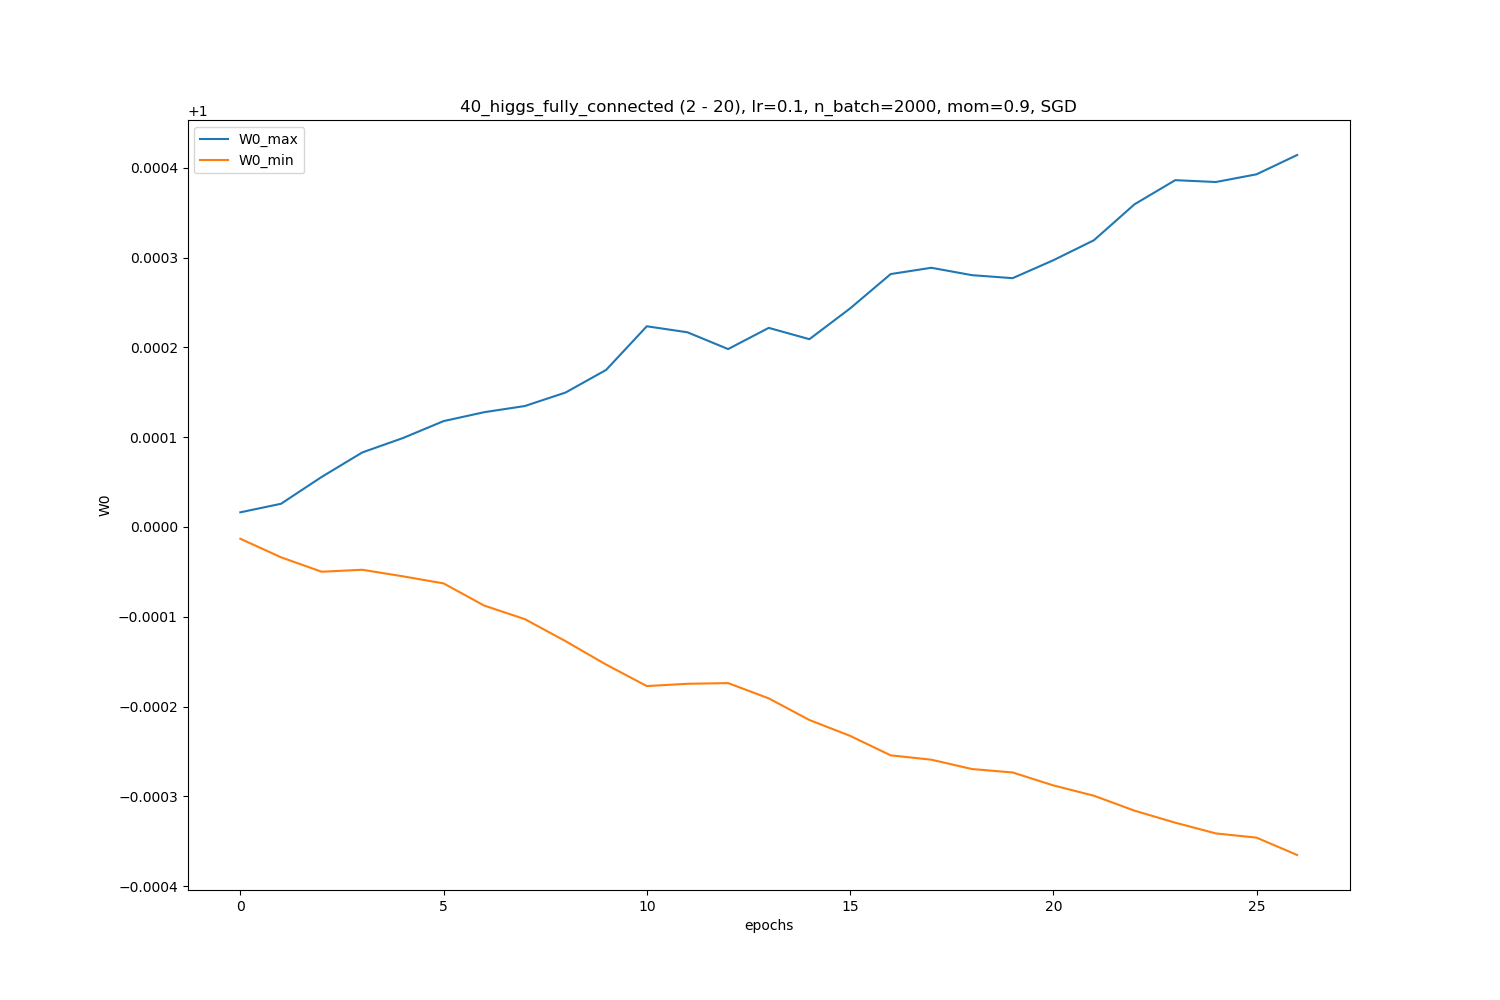 40_higgs_fully_connected (2 - 20), lr=0.1, n_batch=2000, mom=0.9, SGD
+1
W0_max
W0_min
0.0004
0.0003
0.0002
0.0001
0.0000
−0.0001
−0.0002
−0.0003
−0.0004
W0
0 5 10 15 20 25
epochs